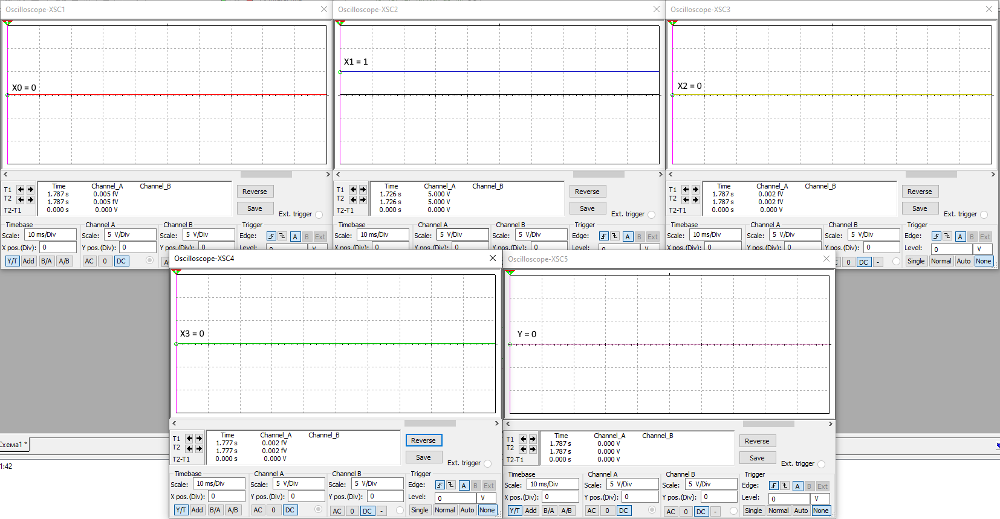 Oscilloscope-XSC1
X0 = 0
Time Channel_A Channel_B
T1 1.787 s 0.005 fV
T2 1.787 s 0.005 fV
T2-T1 0.000 s 0.000 V
Reverse
Save
Ext. trigger
Timebase Channel A Channel B Trigger
Scale: 10 ms/Div Scale: 5 V/Div Scale: 5 V/Div Edge: A B Ext
X pos.(Div): 0 Y pos.(Div): 0 Y pos.(Div): 0 Level: 0 V
Y/T Add B/A A/B AC 0 DC
Oscilloscope-XSC2
X1 = 1
Time Channel_A Channel_B
T1 1.726 s 5.000 V
T2 1.726 s 5.000 V
T2-T1 0.000 s 0.000 V
Reverse
Save
Ext. trigger
Timebase Channel A Channel B Trigger
Scale: 10 ms/Div Scale: 5 V/Div Scale: 5 V/Div Edge: A B Ext
X pos.(Div): 0 Y pos.(Div): 0 Y pos.(Div): 0 Level: 0 V
Oscilloscope-XSC3
X2 = 0
Time Channel_A Channel_B
T1 1.787 s 0.002 fV
T2 1.787 s 0.002 fV
T2-T1 0.000 s 0.000 V
Reverse
Save
Ext. trigger
Timebase Channel A Channel B Trigger
Scale: 10 ms/Div Scale: 5 V/Div Scale: 5 V/Div Edge: A B Ext
X pos.(Div): 0 Y pos.(Div): 0 Y pos.(Div): 0 Level: 0 V
0 DC - Single Normal Auto None
Oscilloscope-XSC4
X3 = 0
Time Channel_A Channel_B
T1 1.777 s 0.002 fV
T2 1.777 s 0.002 fV
T2-T1 0.000 s 0.000 V
Reverse
Save
Ext. trigger
Timebase Channel A Channel B Trigger
Scale: 10 ms/Div Scale: 5 V/Div Scale: 5 V/Div Edge: A B Ext
X pos.(Div): 0 Y pos.(Div): 0 Y pos.(Div): 0 Level: 0 V
Y/T Add B/A A/B AC 0 DC AC 0 DC - Single Normal Auto None
Oscilloscope-XSC5
Y = 0
Time Channel_A Channel_B
T1 1.787 s 0.000 V
T2 1.787 s 0.000 V
T2-T1 0.000 s 0.000 V
Reverse
Save
Ext. trigger
Timebase Channel A Channel B Trigger
Scale: 10 ms/Div Scale: 5 V/Div Scale: 5 V/Div Edge: A B Ext
X pos.(Div): 0 Y pos.(Div): 0 Y pos.(Div): 0 Level: 0 V
Y/T Add B/A A/B AC 0 DC AC 0 DC - Single Normal Auto None
Схема1 *
1:42